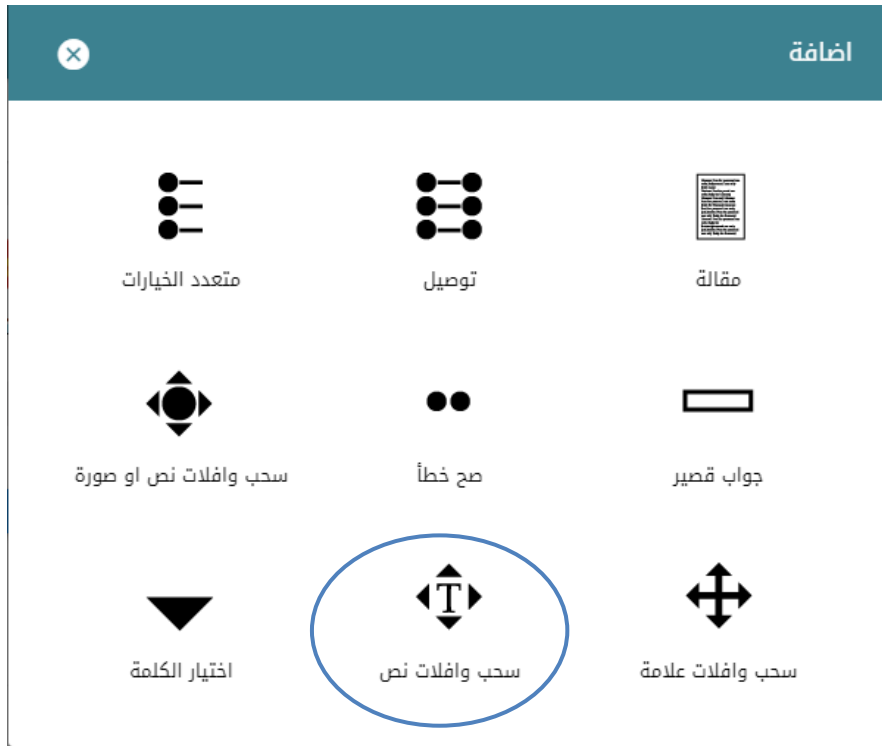 اضافة
مقالة
توصيل
متعدد الخيارات
جواب قصير
صح خطأ
سحب وافلات نص او صورة
سحب وافلات علامة
T
سحب وافلات نص
اختيار الكلمة